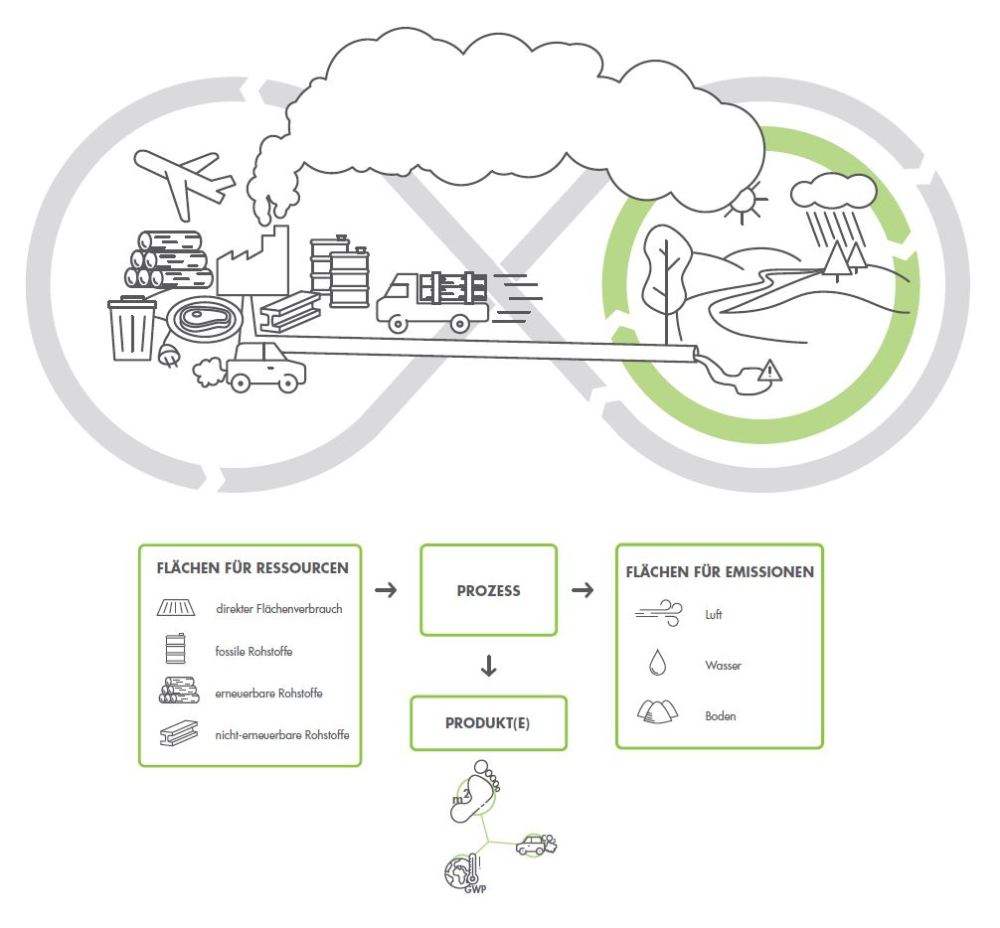 FLÄCHEN FÜR RESSOURCEN
direkter Flächenverbrauch
fossile Rohstoffe
erneuerbare Rohstoffe
nicht-erneuerbare Rohstoffe
PROZESS
PRODUKT(E)
FLÄCHEN FÜR EMISSIONEN
Luft
Wasser
Boden
m²
CO₂
GWP